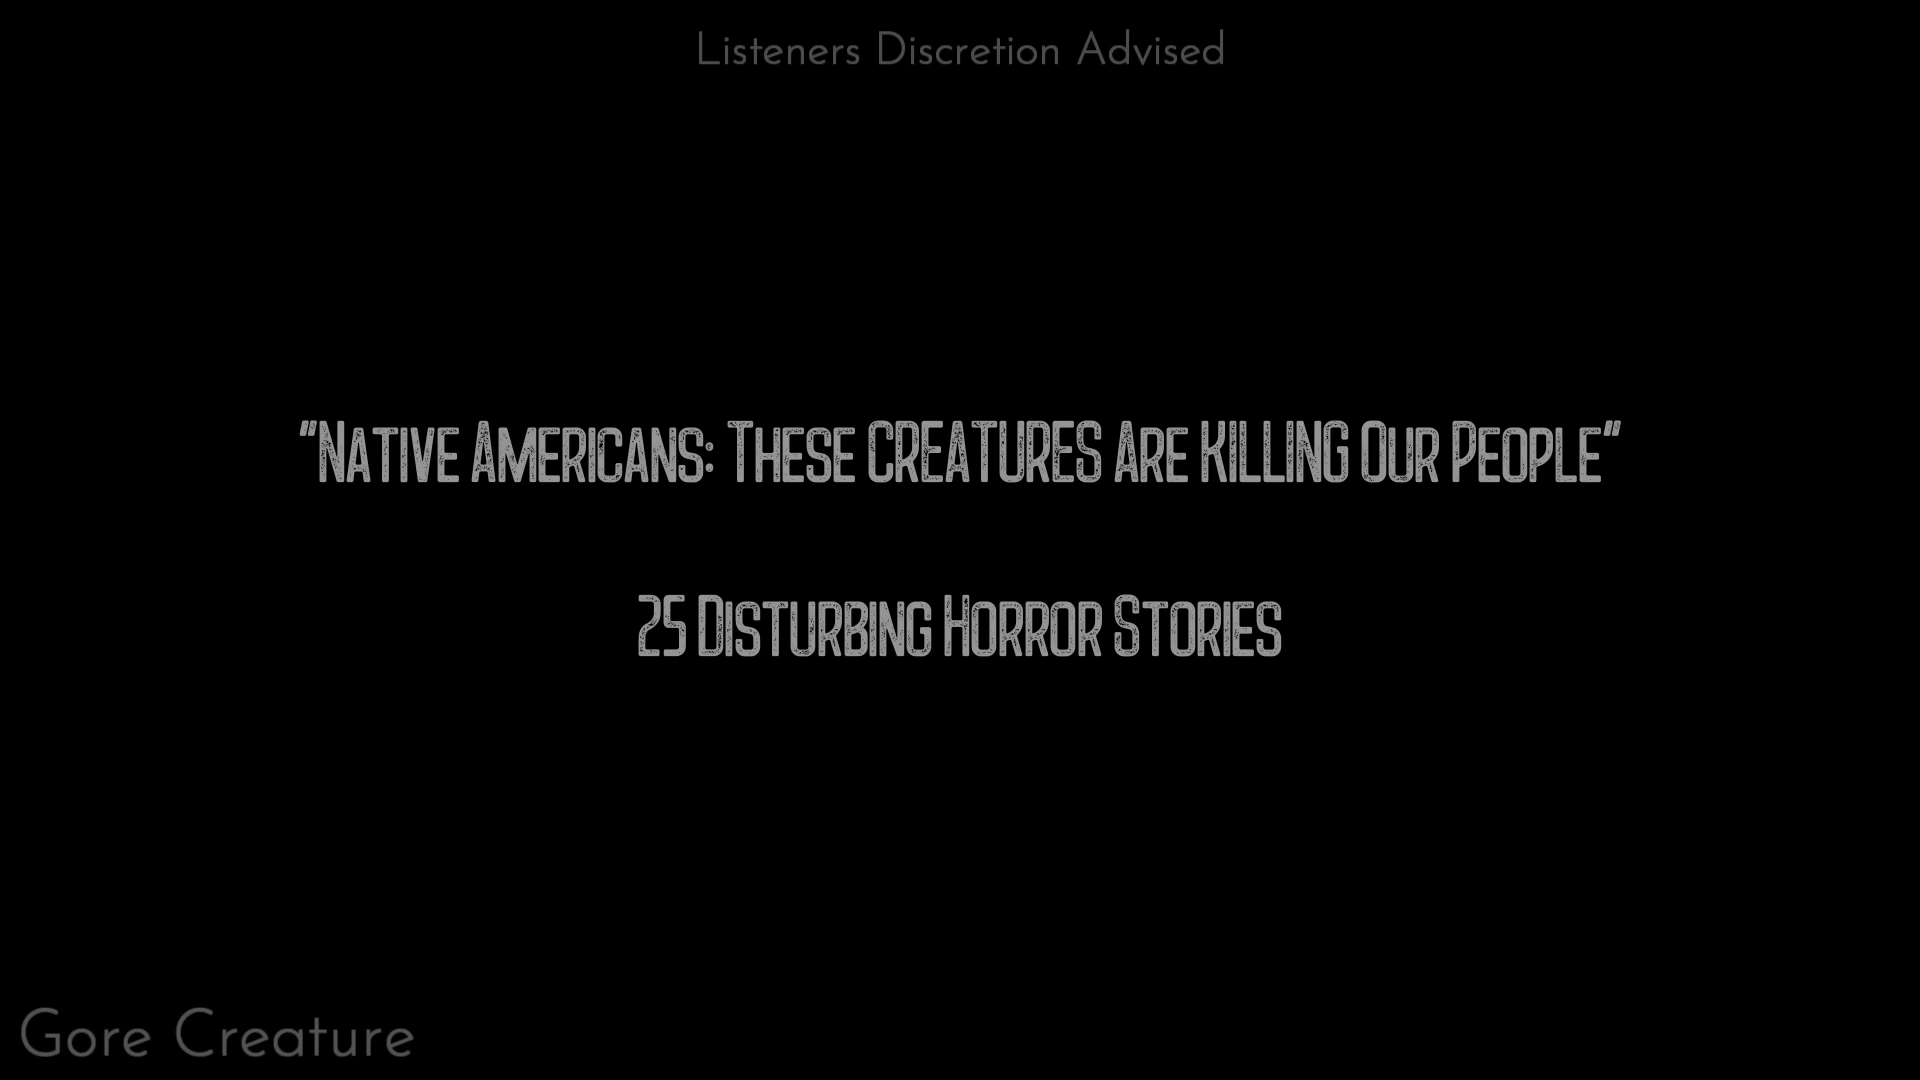 Listeners Discretion Advised
"Native Americans: These CREATURES Are KILLING Our People"
25 Disturbing Horror Stories
Gore Creature